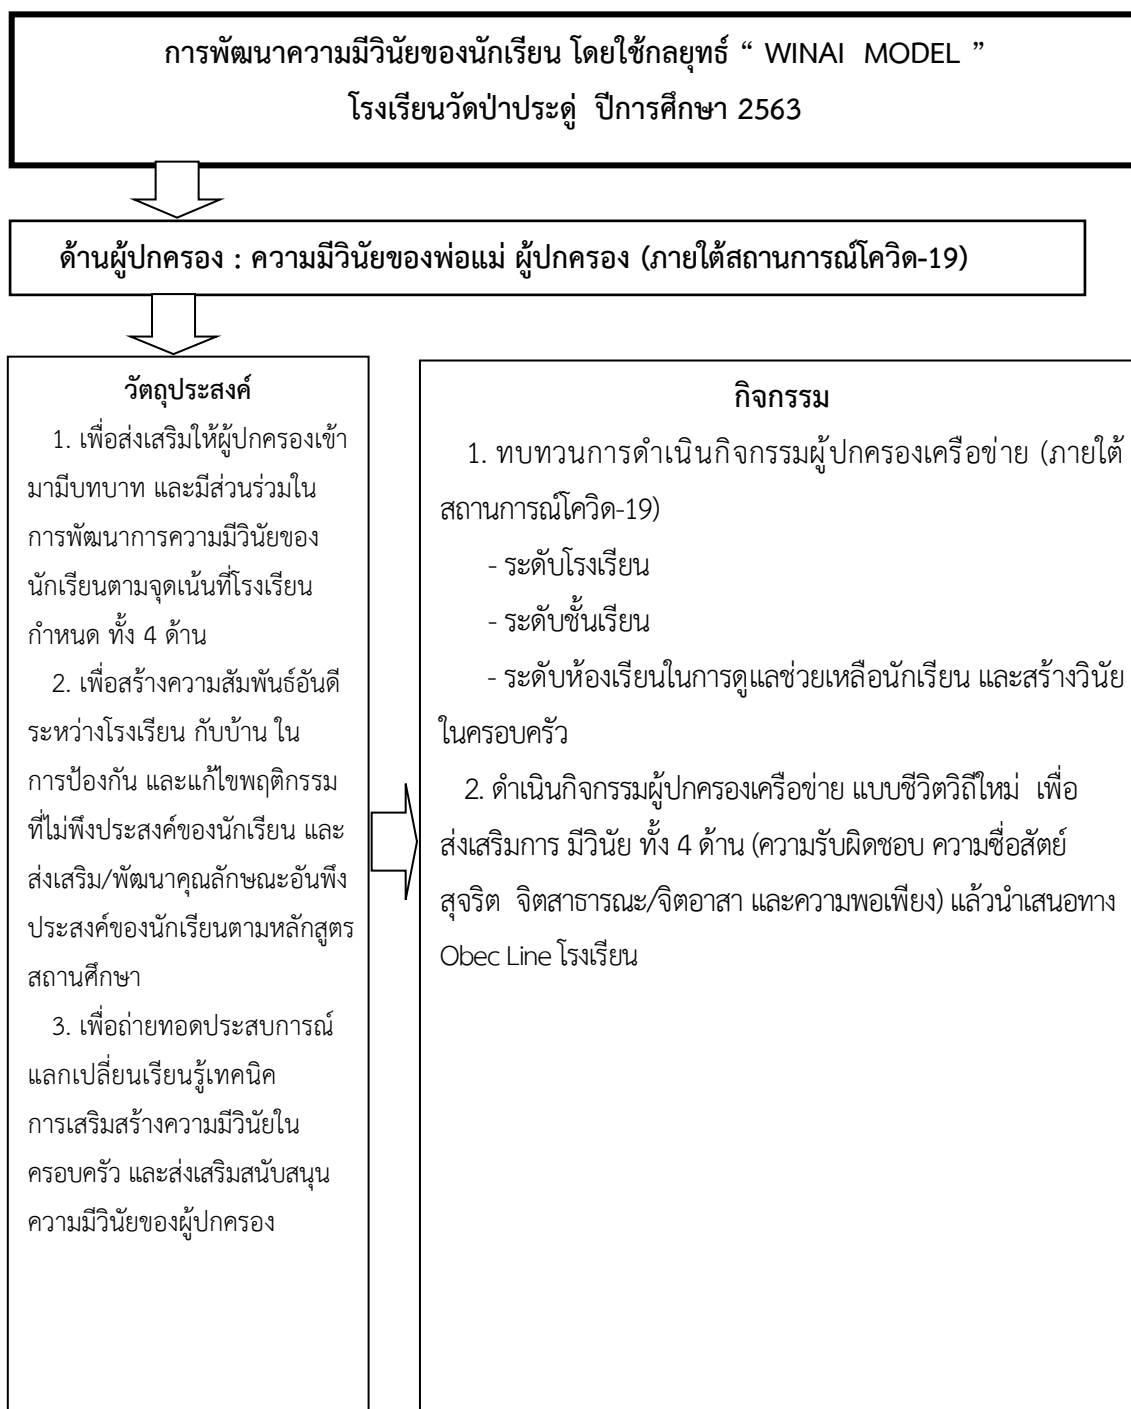 การพัฒนาความมีวินัยของนักเรียน โดยใช้กลยุทธ์ “ WINAI MODEL ”
โรงเรียนวัดป่าประดู่ ปีการศึกษา 2563
ด้านผู้ปกครอง : ความมีวินัยของพ่อแม่ ผู้ปกครอง (ภายใต้สถานการณ์โควิด-19)
วัตถุประสงค์
1. เพื่อส่งเสริมให้ผู้ปกครองเข้า
มามีบทบาท และมีส่วนร่วมใน
การพัฒนาการความมีวินัยของ
นักเรียนตามจุดเน้นที่โรงเรียน
กำหนด ทั้ง 4 ด้าน
2. เพื่อสร้างความสัมพันธ์อันดี
ระหว่างโรงเรียน กับบ้าน ใน
การป้องกัน และแก้ไขพฤติกรรม
ที่ไม่พึงประสงค์ของนักเรียน และ
ส่งเสริม/พัฒนาคุณลักษณะอันพึง
ประสงค์ของนักเรียนตามหลักสูตร
สถานศึกษา
3. เพื่อถ่ายทอดประสบการณ์
แลกเปลี่ยนเรียนรู้เทคนิค
การเสริมสร้างความมีวินัยใน
ครอบครัว และส่งเสริมสนับสนุน
ความมีวินัยของผู้ปกครอง
กิจกรรม
1. ทบทวนการดำเนินกิจกรรมผู้ปกครองเครือข่าย (ภายใต้
สถานการณ์โควิด-19)
- ระดับโรงเรียน
- ระดับชั้นเรียน
- ระดับห้องเรียนในการดูแลช่วยเหลือนักเรียน และสร้างวินัย
ในครอบครัว
2. ดำเนินกิจกรรมผู้ปกครองเครือข่าย แบบชีวิตวิถีใหม่ เพื่อ
ส่งเสริมการ มีวินัย ทั้ง 4 ด้าน (ความรับผิดชอบ ความซื่อสัตย์
สุจริต จิตสาธารณะ/จิตอาสา และความพอเพียง) แล้วนำเสนอทาง
Obec Line โรงเรียน